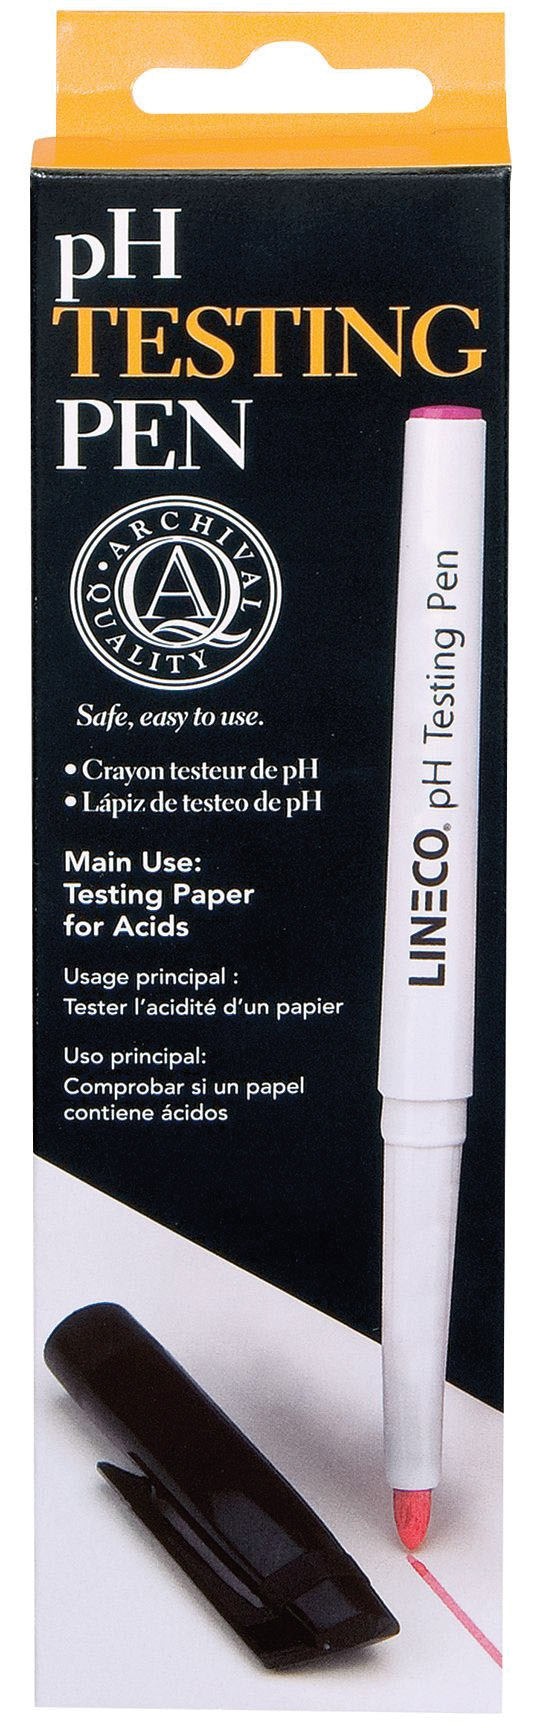 pH
TESTING
PEN
ARCHIVAL
AQ
QUALITY
Safe, easy to use.
• Crayon testeur de pH
• Lápiz de testeo de pH
Main Use:
Testing Paper
for Acids
Usage principal :
Tester l'acidité d'un papier
Uso principal:
Comprobar si un papel
contiene ácidos
LINECO® pH Testing Pen